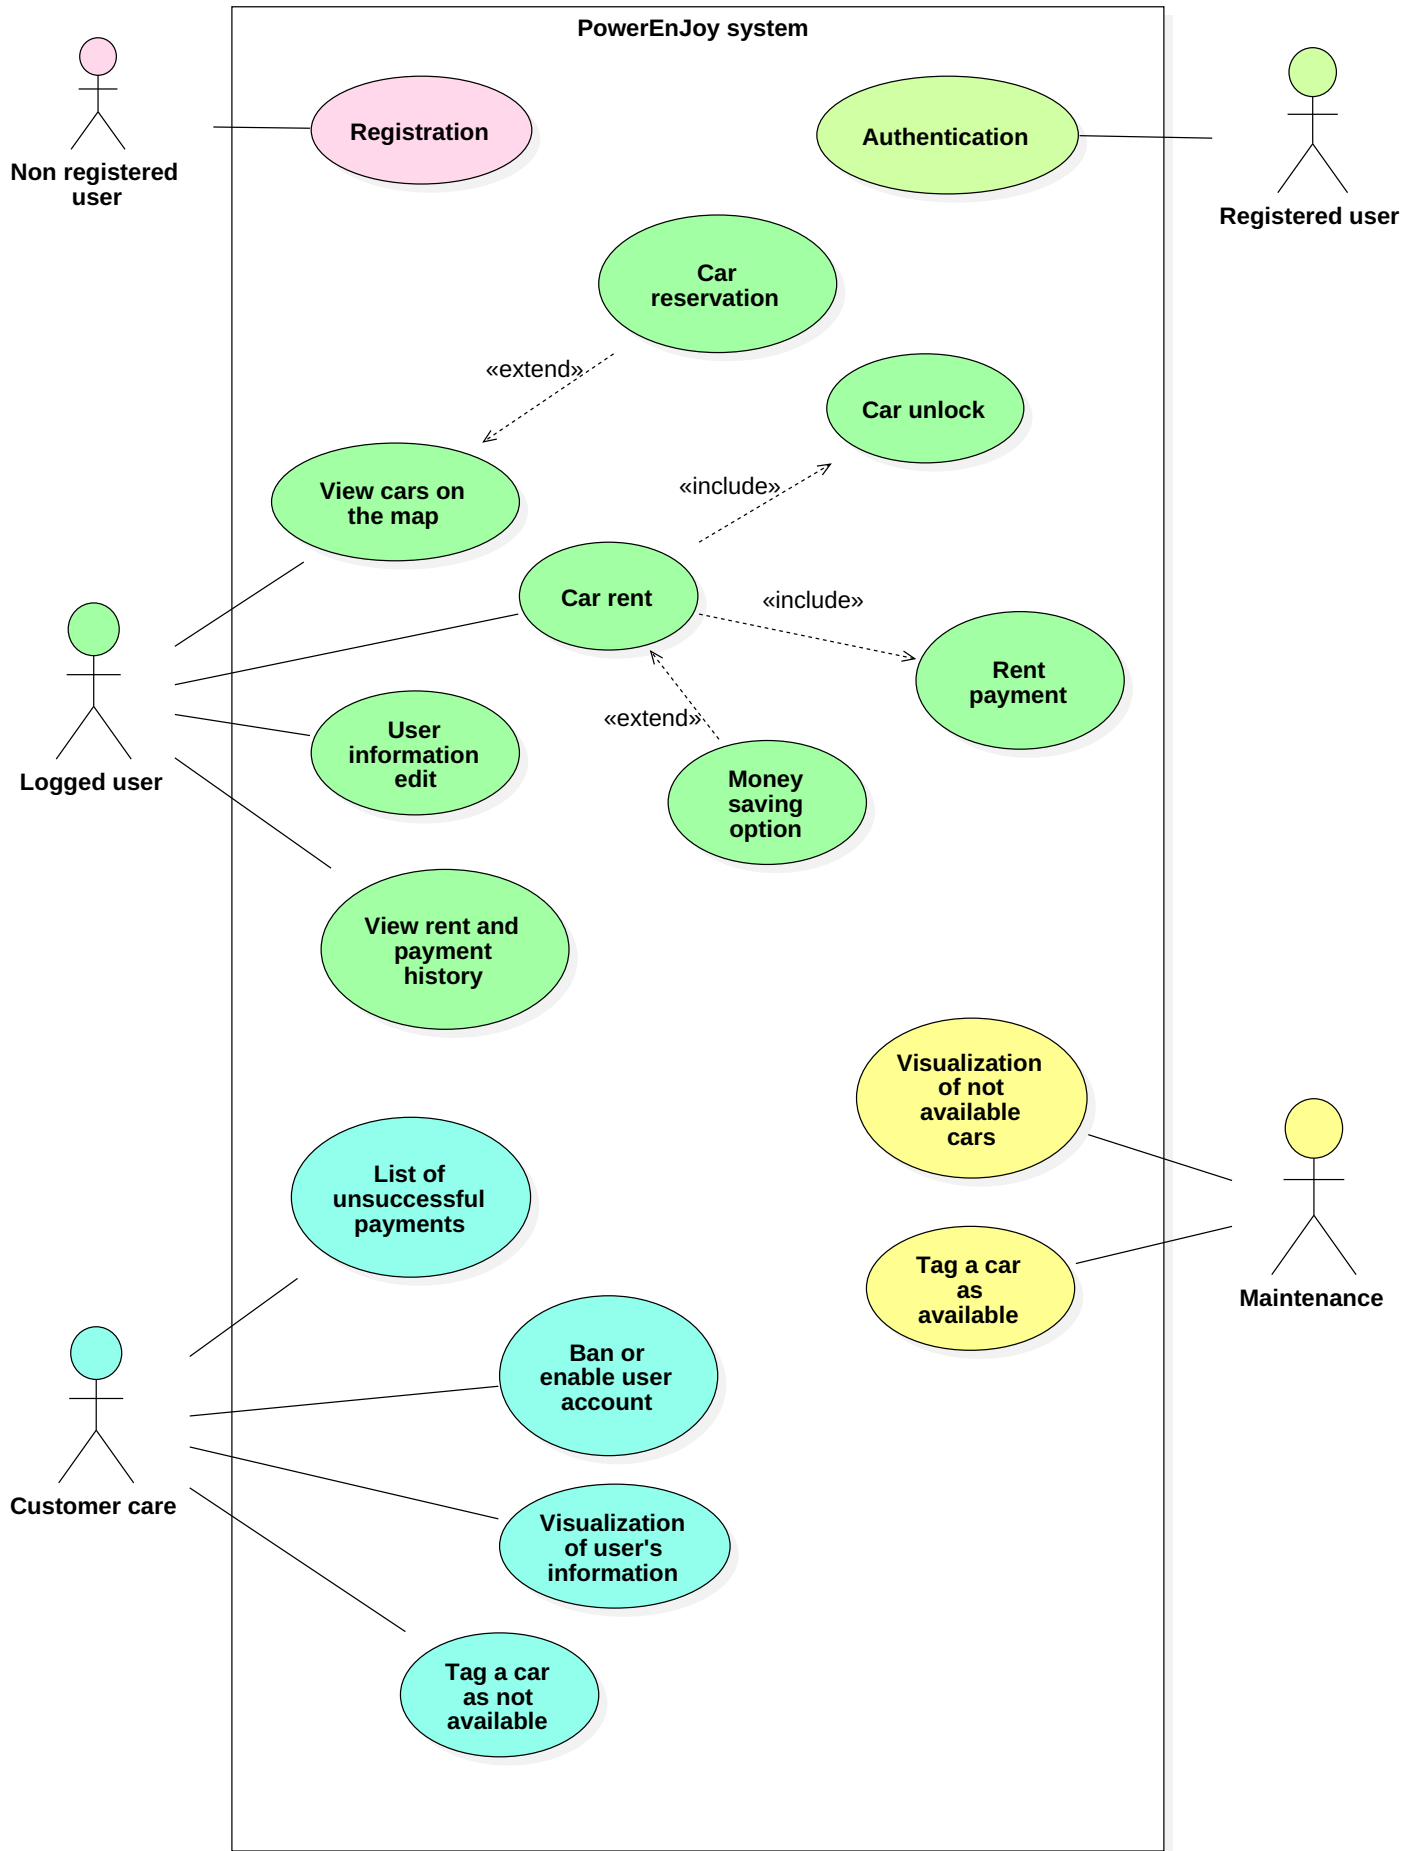 PowerEnJoy system
Non registered
user
Registration
Authentication
Registered user
Car
reservation
«extend»
Car unlock
View cars on
the map
«include»
Car rent
«include»
Logged user
Rent
payment
User
information
edit
«extend»
Money
saving
option
View rent and
payment
history
Visualization
of not
available
cars
List of
unsuccessful
payments
Tag a car
as
available
Maintenance
Ban or
enable user
account
Customer care
Visualization
of user's
information
Tag a car
as not
available